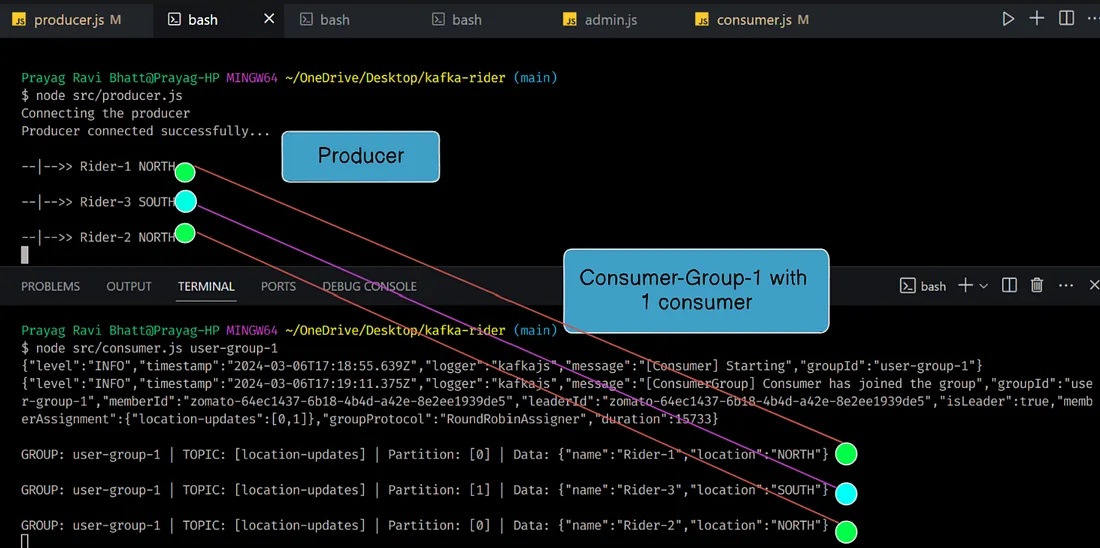 producer.js M
bash
bash
bash
admin.js
consumer.js M
Prayag Ravi Bhatt@Prayag-HP MINGW64 ~/OneDrive/Desktop/kafka-rider (main)
$ node src/producer.js
Connecting the producer
Producer connected successfully...
Producer
--|-->> Rider-1 NORTH
--|-->> Rider-3 SOUTH
--|-->> Rider-2 NORTH
Consumer-Group-1 with
1 consumer
PROBLEMS OUTPUT TERMINAL PORTS DEBUG CONSOLE
bash
Prayag Ravi Bhatt@Prayag-HP MINGW64 ~/OneDrive/Desktop/kafka-rider (main)
$ node src/consumer.js user-group-1
{"level":"INFO","timestamp":"2024-03-06T17:18:55.639Z","logger":"kafkajs","message":"[Consumer] Starting","groupId":"user-group-1"}
{"level":"INFO","timestamp":"2024-03-06T17:19:11.375Z","logger":"kafkajs","message":"[ConsumerGroup] Consumer has joined the group","groupId":"use
r-group-1","memberId":"zomato-64ec1437-6b18-4b4d-a42e-8e2ee1939de5","leaderId":"zomato-64ec1437-6b18-4b4d-a42e-8e2ee1939de5","isLeader":true,"memb
erAssignment":{"location-updates":[0,1]},"groupProtocol":"RoundRobinAssigner","duration":15733}
GROUP: user-group-1 | TOPIC: [location-updates] | Partition: [0] | Data: {"name":"Rider-1","location":"NORTH"}
GROUP: user-group-1 | TOPIC: [location-updates] | Partition: [1] | Data: {"name":"Rider-3","location":"SOUTH"}
GROUP: user-group-1 | TOPIC: [location-updates] | Partition: [0] | Data: {"name":"Rider-2","location":"NORTH"}